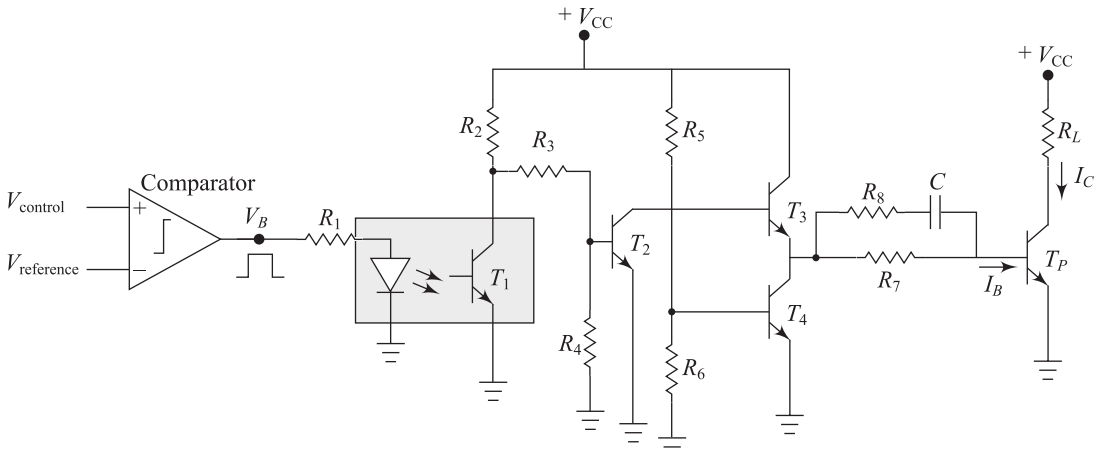 + V_CC
+ V_CC
R_2
R_3
R_5
R_L
I_C
Comparator
V_control
+
V_B
R_1
V_reference
−
T_1
T_2
T_3
R_8
C
R_7
I_B
T_P
T_4
R_4
R_6